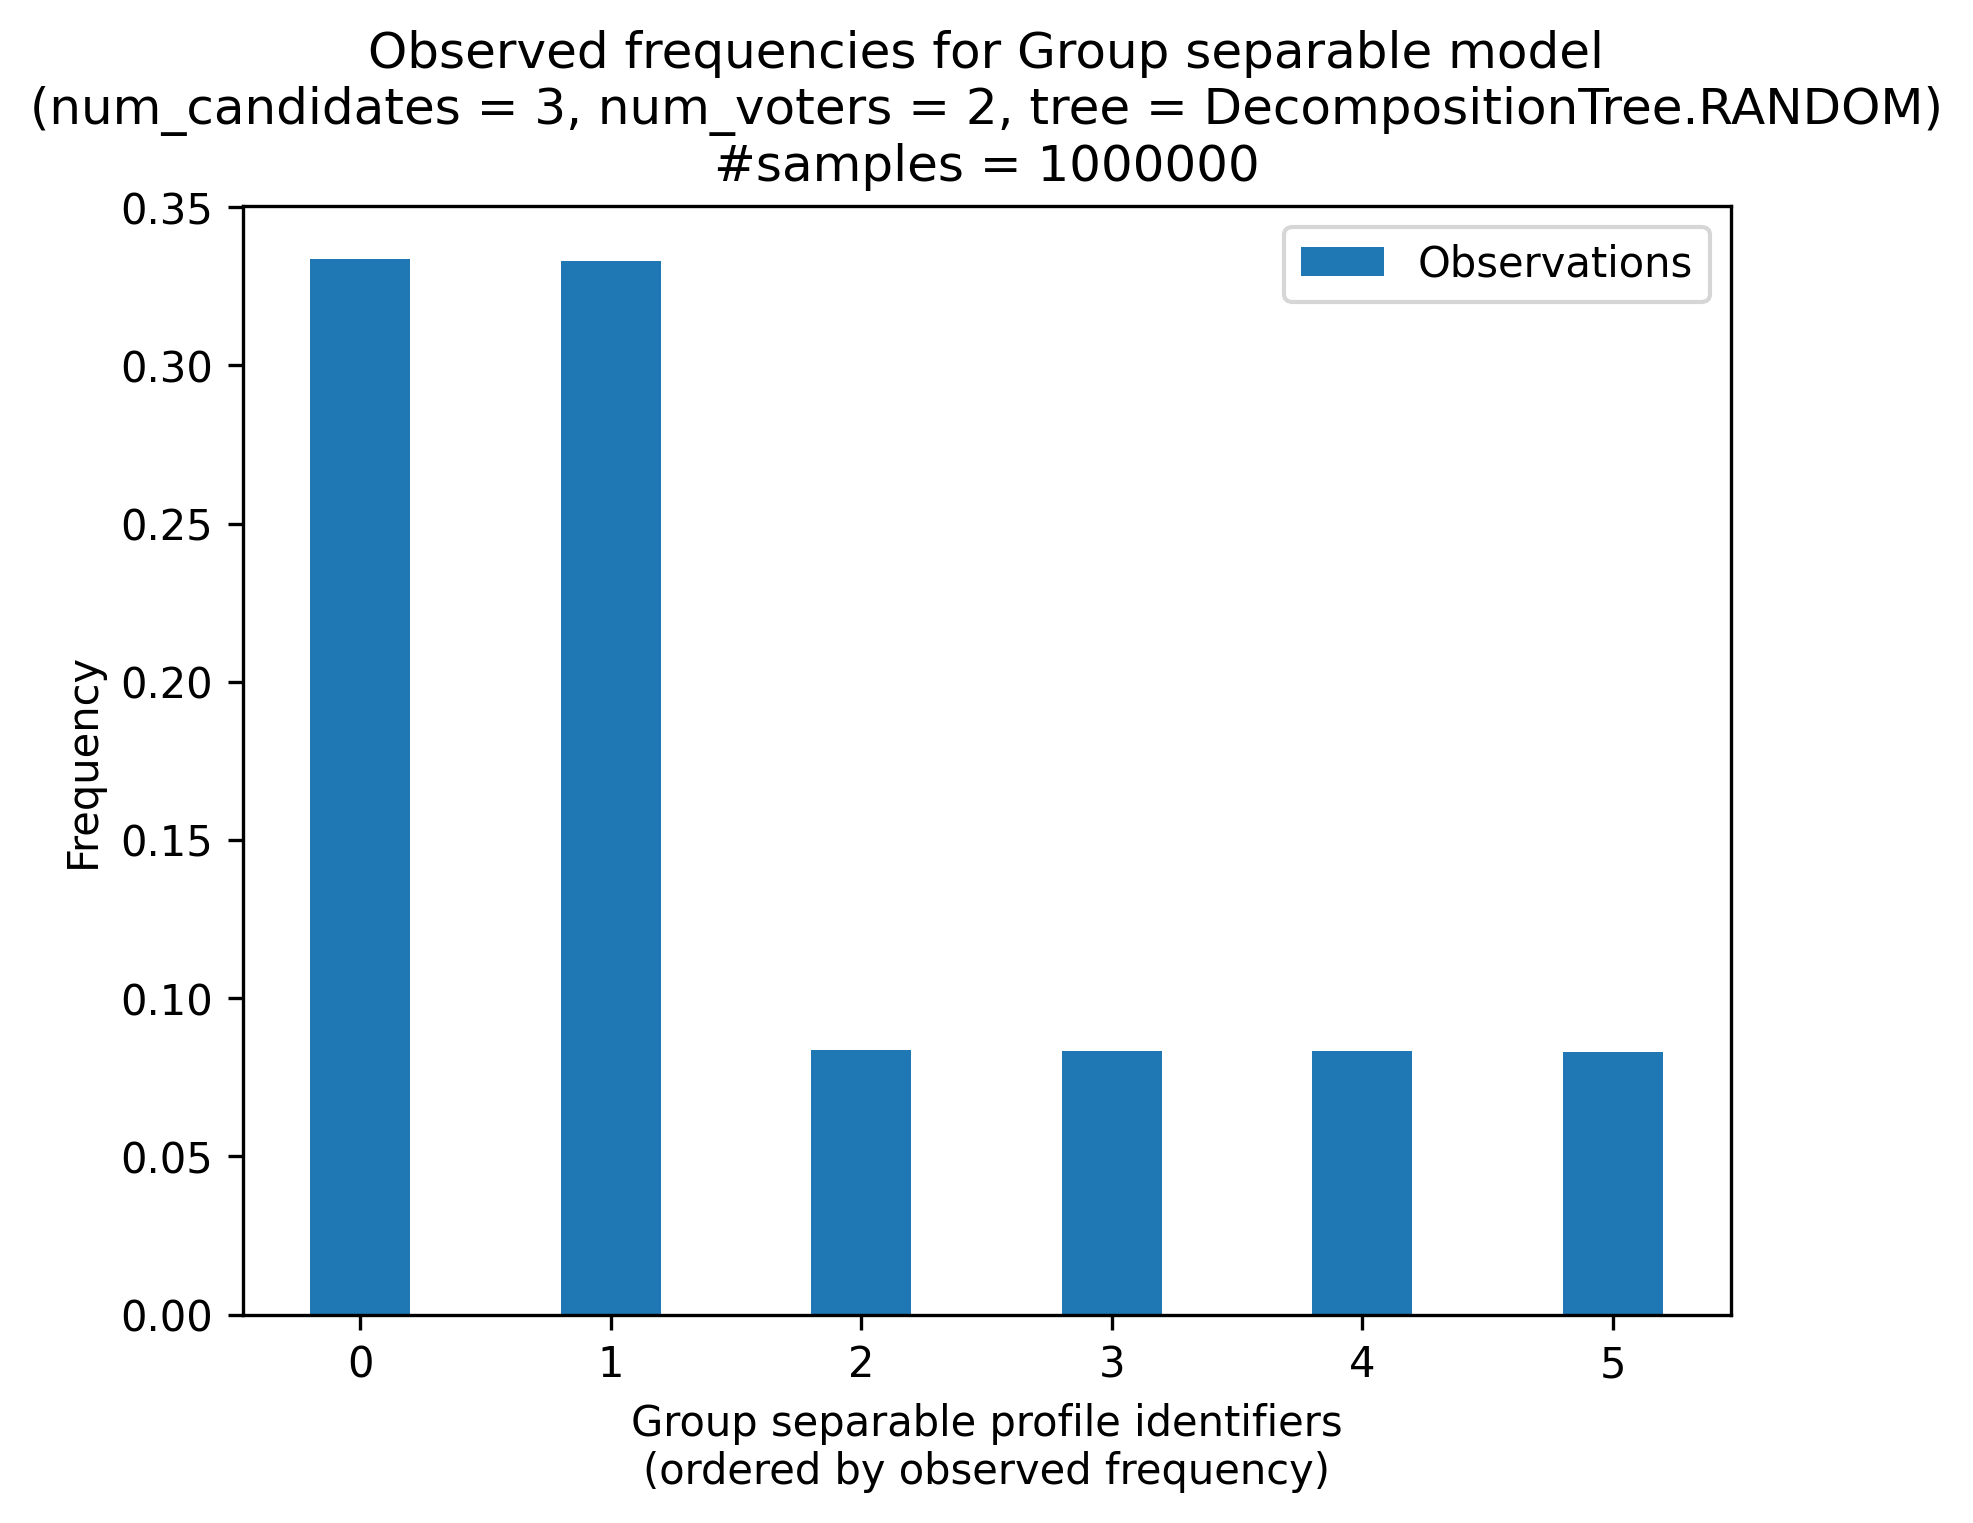 Observed frequencies for Group separable model
(num_candidates = 3, num_voters = 2, tree = DecompositionTree.RANDOM)
#samples = 1000000
0.35
0.30
0.25
0.20
0.15
0.10
0.05
0.00
Frequency
Observations
0 1 2 3 4 5
Group separable profile identifiers
(ordered by observed frequency)